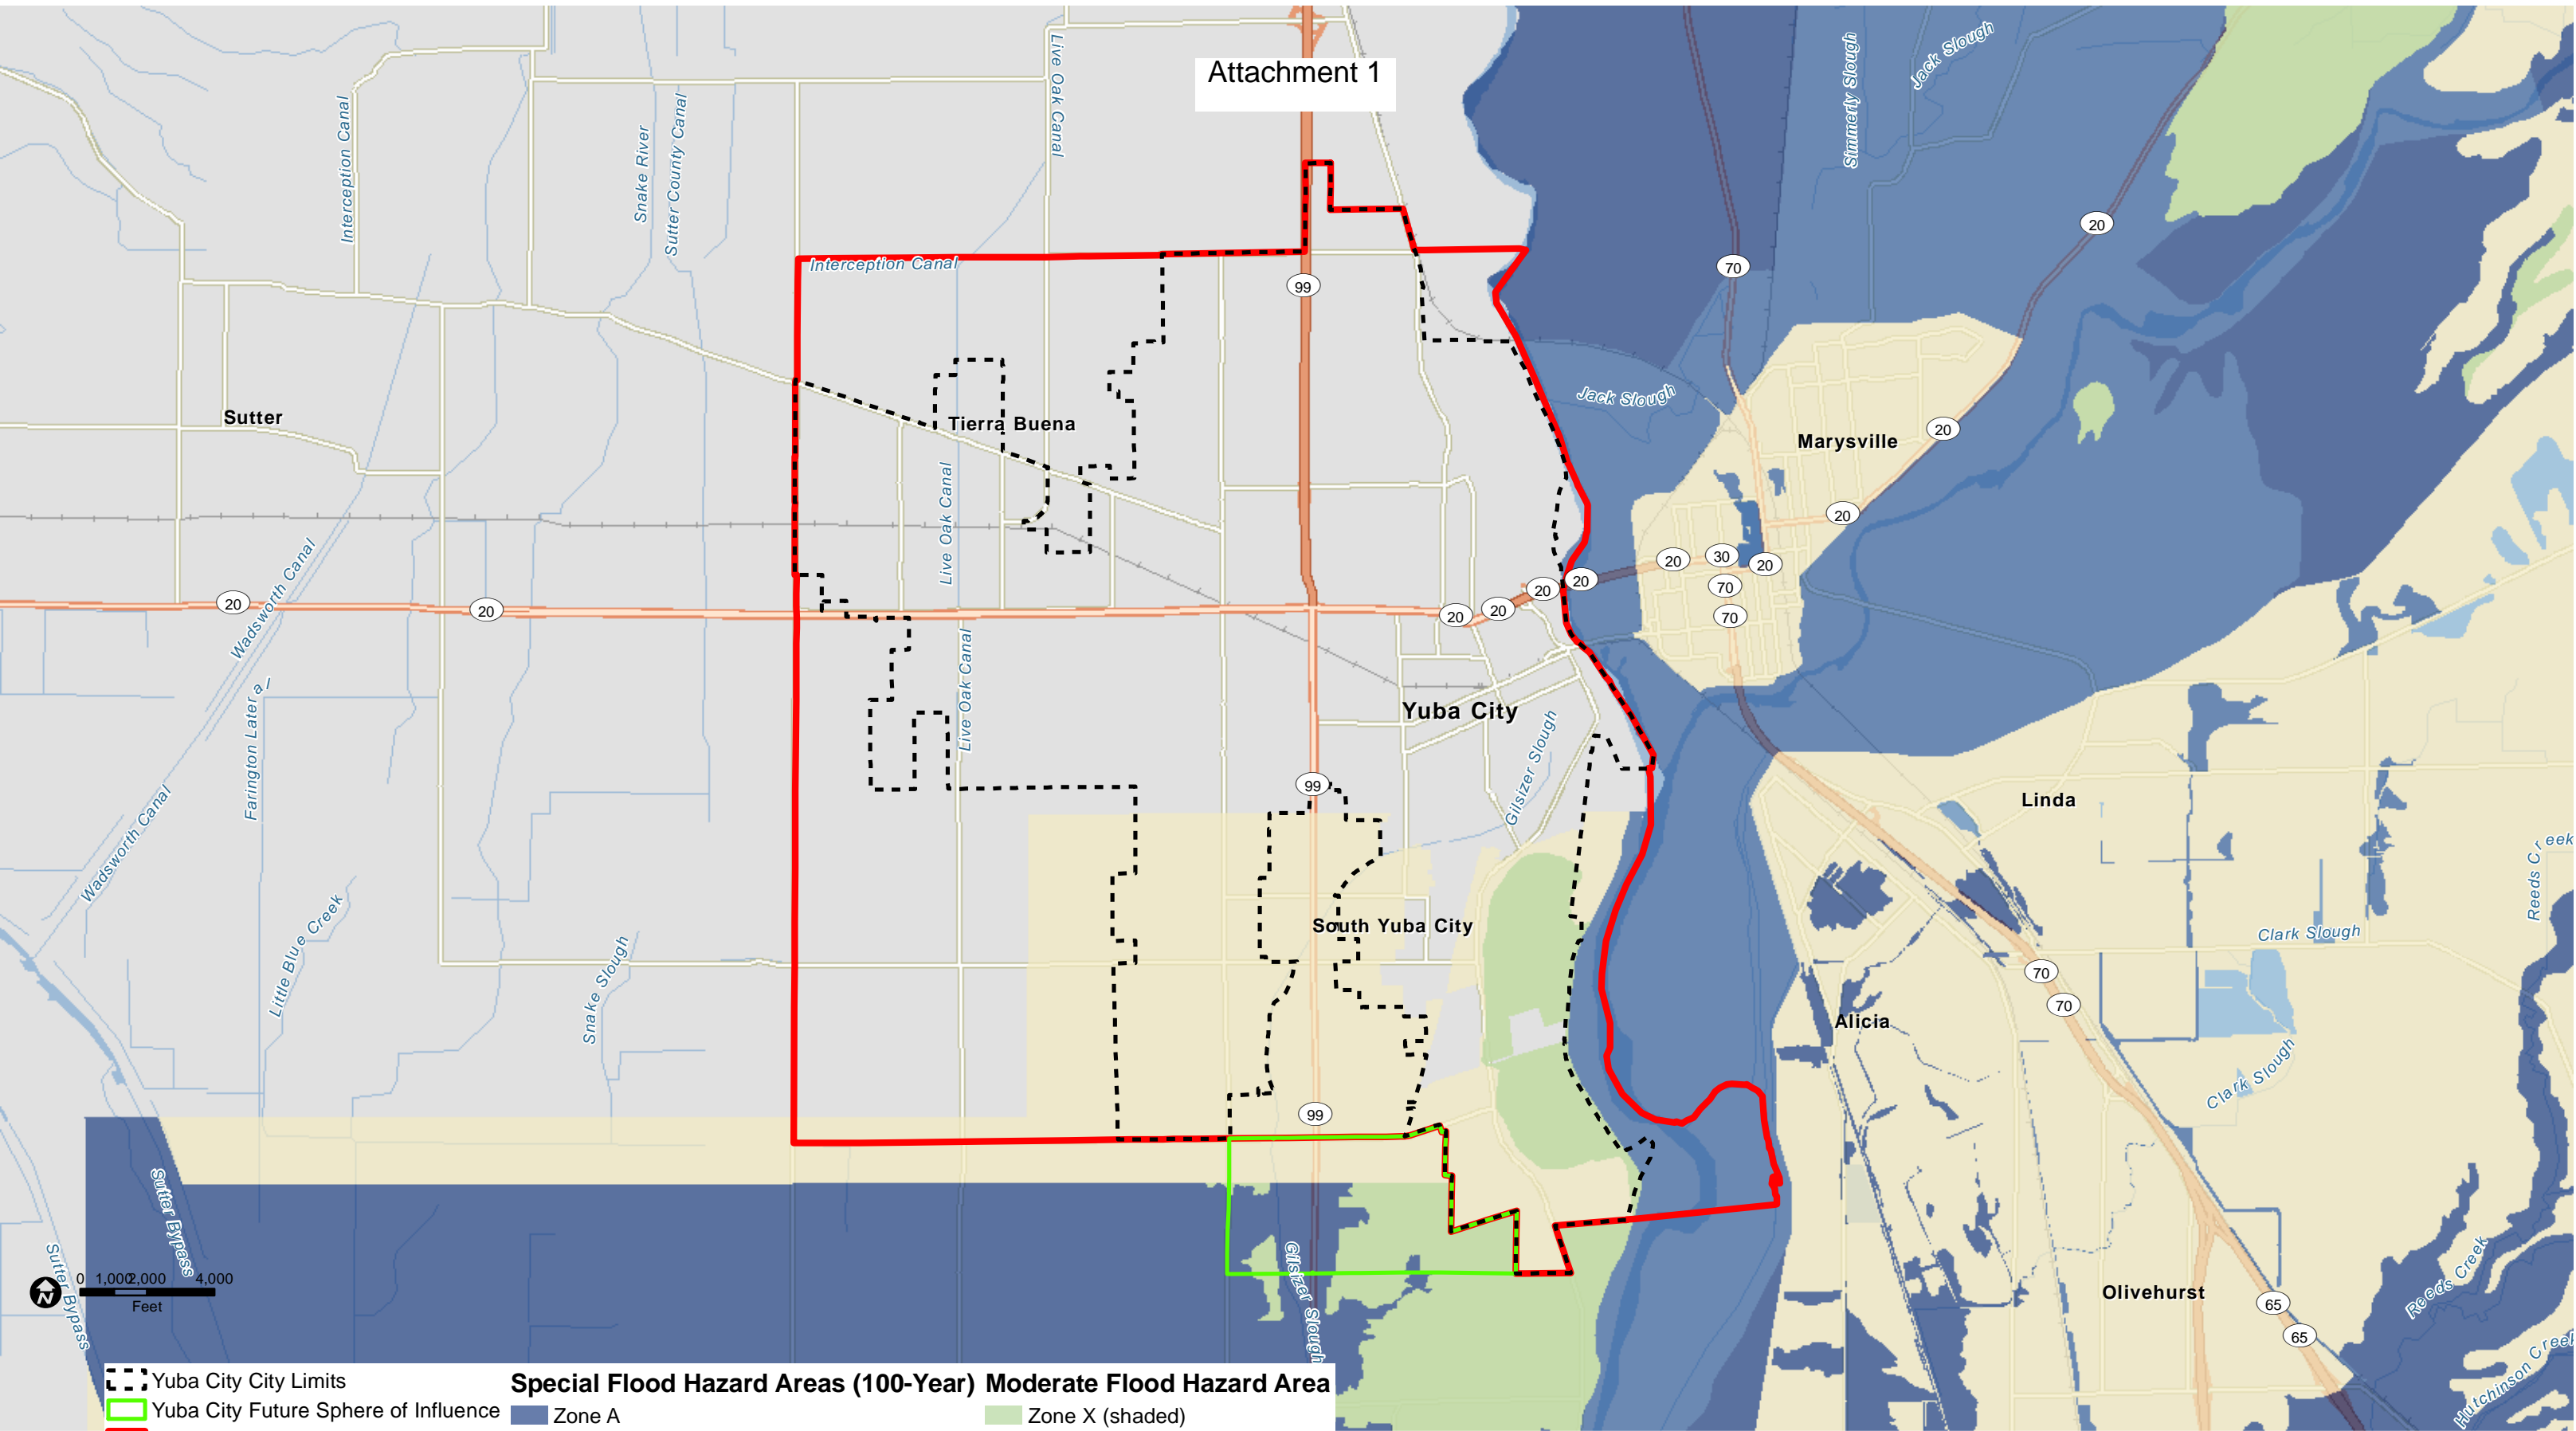 Attachment 1
Live Oak Canal
Simmerly Slough
Jack Slough
Interception Canal
Snake River
Sutter County Canal
20
70
Interception Canal
99
Jack Slough
Sutter
Tierra Buena
Marysville
20
Live Oak Canal
20
20
30
20
70
70
20
20
20
20
20
20
Wadsworth Canal
Live Oak Canal
Farington Lateral
Yuba City
Gilsizer Slough
99
Linda
Wadsworth Canal
Reeds Creek
Little Blue Creek
Snake Slough
South Yuba City
Clark Slough
70
70
Alicia
Clark Slough
99
Sutter Bypass
Sutter Bypass
Gilsizer Slough
Olivehurst
Reeds Creek
65
65
Hutchinson Creek
N
0 1,000 2,000 4,000
Feet
Yuba City City Limits
Yuba City Future Sphere of Influence
Special Flood Hazard Areas (100-Year)
Zone A
Moderate Flood Hazard Area
Zone X (shaded)